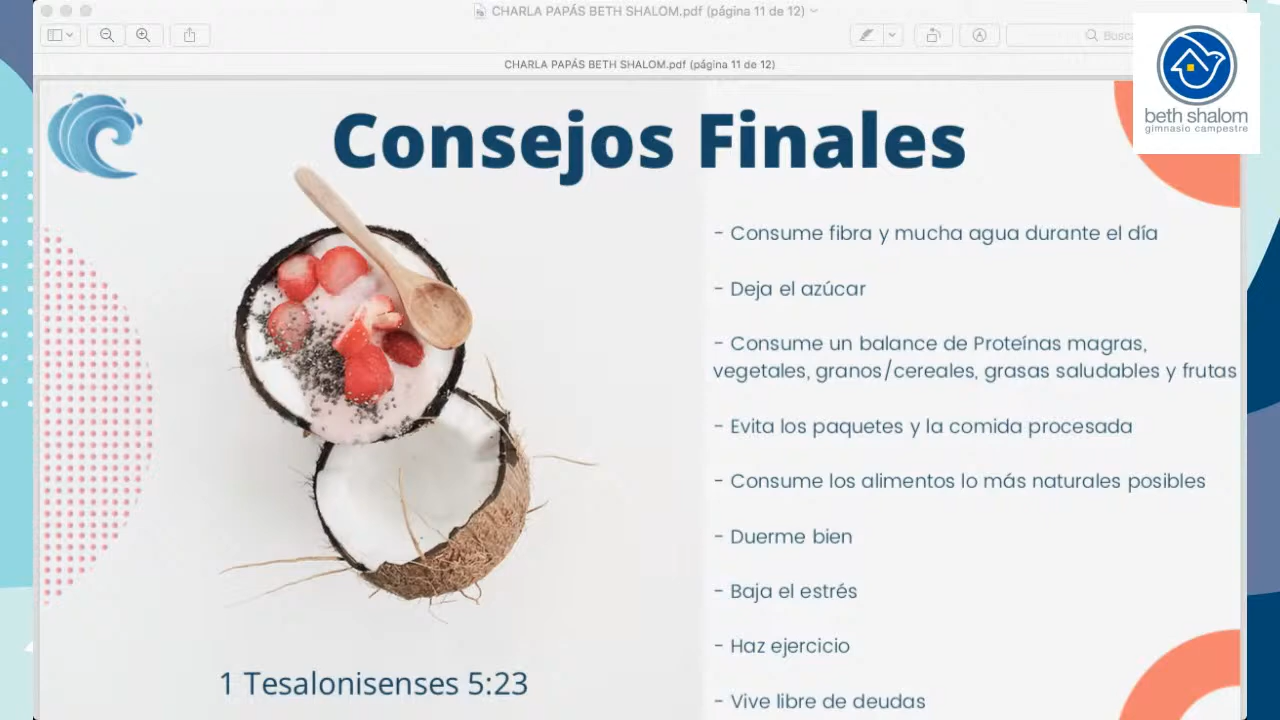 CHARLA PAPÁS BETH SHALOM.pdf (página 11 de 12)
CHARLA PAPÁS BETH SHALOM.pdf (página 11 de 12)
beth shalom
gimnasio campestre
Consejos Finales
- Consume fibra y mucha agua durante el día
- Deja el azúcar
- Consume un balance de Proteínas magras,
vegetales, granos/cereales, grasas saludables y frutas
- Evita los paquetes y la comida procesada
- Consume los alimentos lo más naturales posibles
- Duerme bien
- Baja el estrés
- Haz ejercicio
- Vive libre de deudas
1 Tesalonisenses 5:23